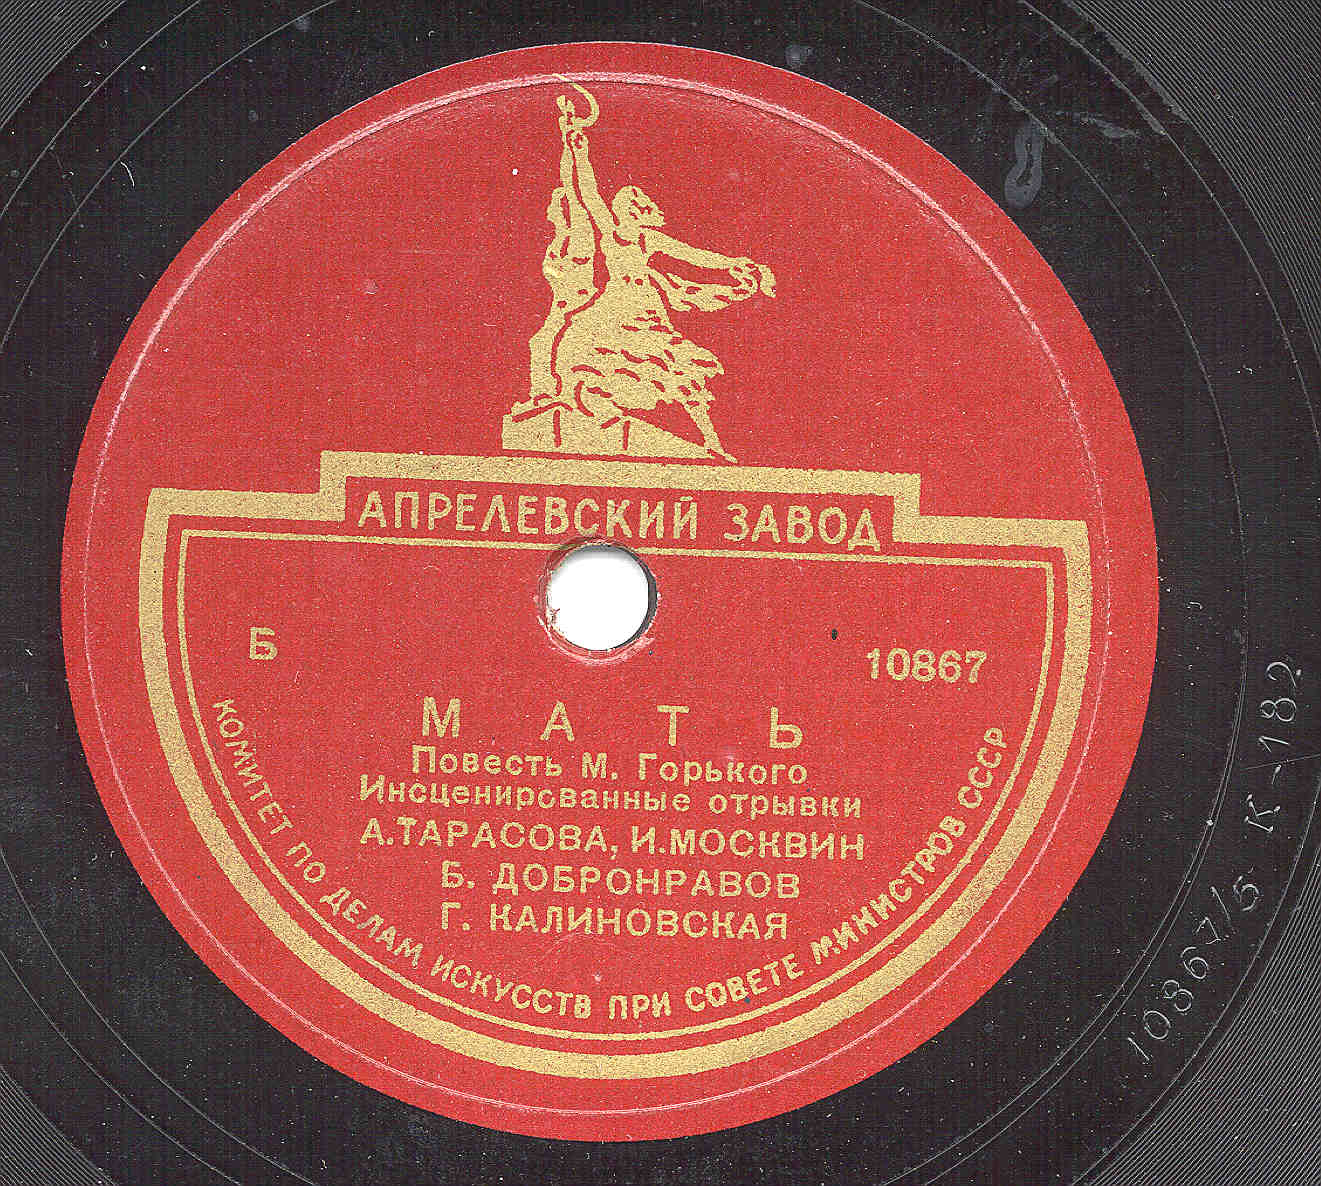 АПРЕЛЕВСКИЙ ЗАВОД
Б
10867
МАТЬ
Повесть М. Горького
Инсценированные отрывки
А.ТАРАСОВА, И.МОСКВИН
Б. ДОБРОНРАВОВ
Г. КАЛИНОВСКАЯ
КОМИТЕТ ПО ДЕЛАМ ИСКУССТВ ПРИ СОВЕТЕ МИНИСТРОВ СССР
10867/5 К-182